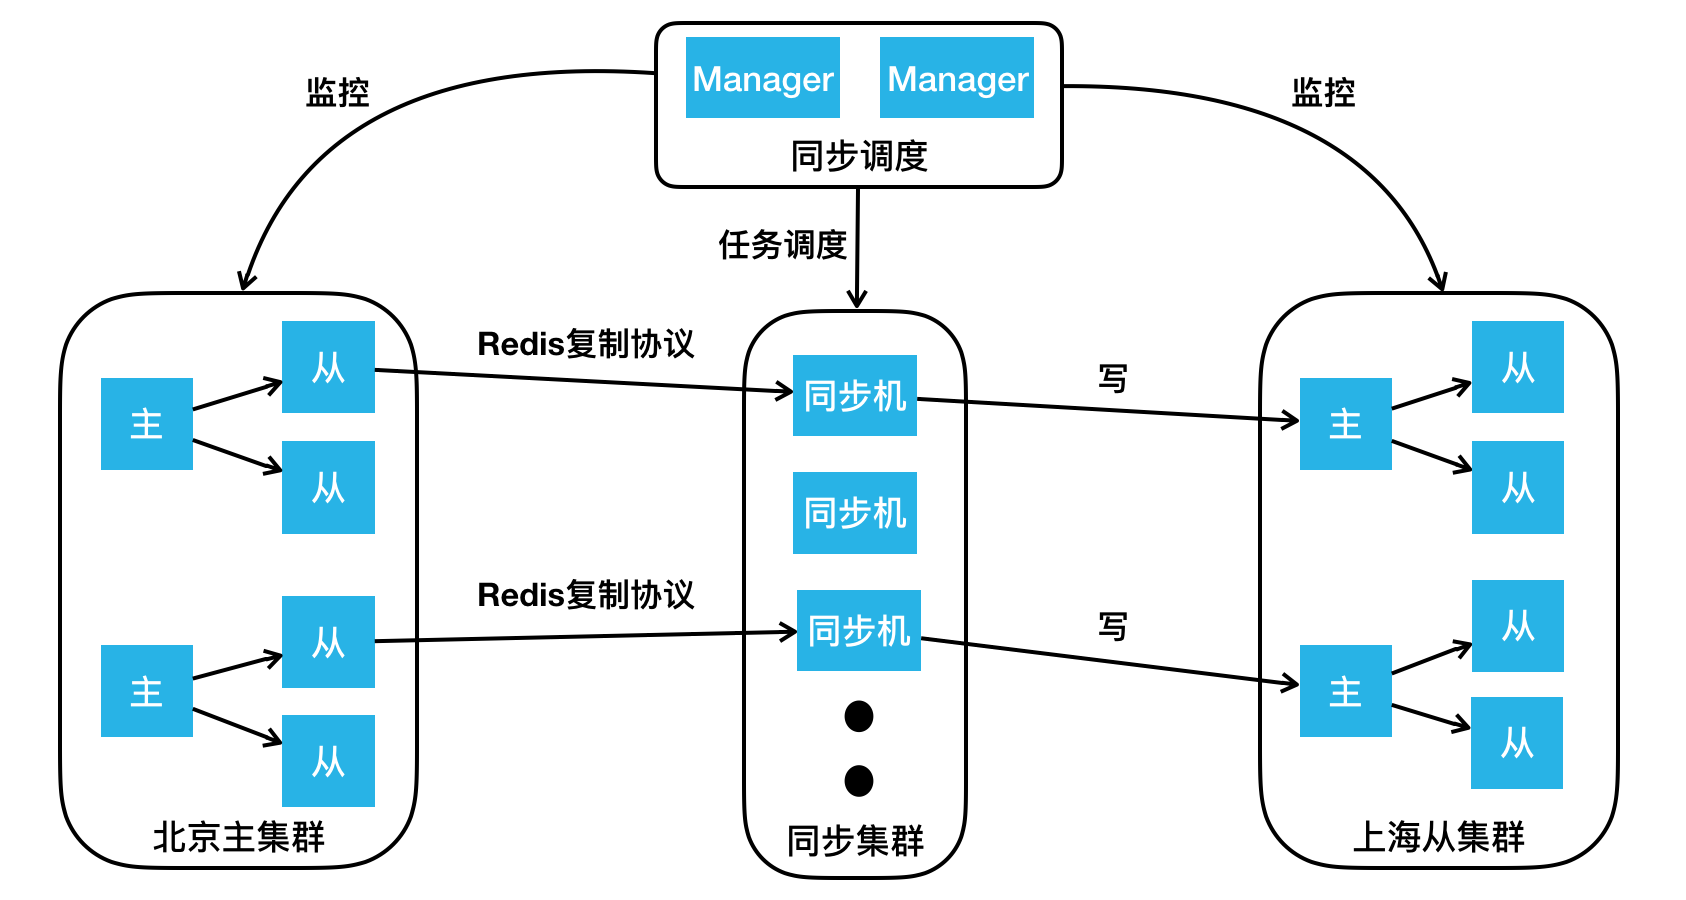 Manager Manager
同步调度
监控
监控
任务调度
Redis复制协议
写
主
从
从
同步机
主
从
从
同步机
Redis复制协议
写
主
从
从
同步机
主
从
从
北京主集群
同步集群
上海从集群